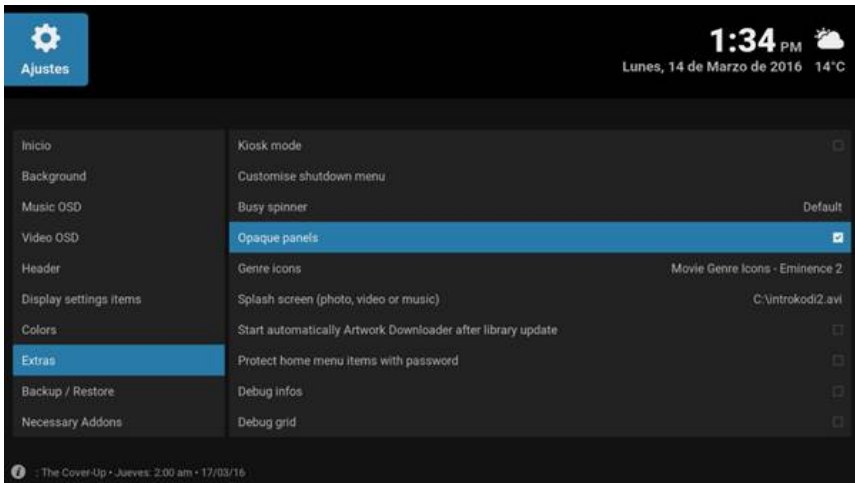 Ajustes
1:34 PM
Lunes, 14 de Marzo de 2016 14°C
Inicio
Background
Music OSD
Video OSD
Header
Display settings items
Colors
Extras
Backup / Restore
Necessary Addons
Kiosk mode
Customise shutdown menu
Busy spinner Default
Opaque panels
Genre icons Movie Genre Icons - Eminence 2
Splash screen (photo, video or music) C:\introkodi2.avi
Start automatically Artwork Downloader after library update
Protect home menu items with password
Debug infos
Debug grid
: The Cover-Up • Jueves: 2:00 am • 17/03/16